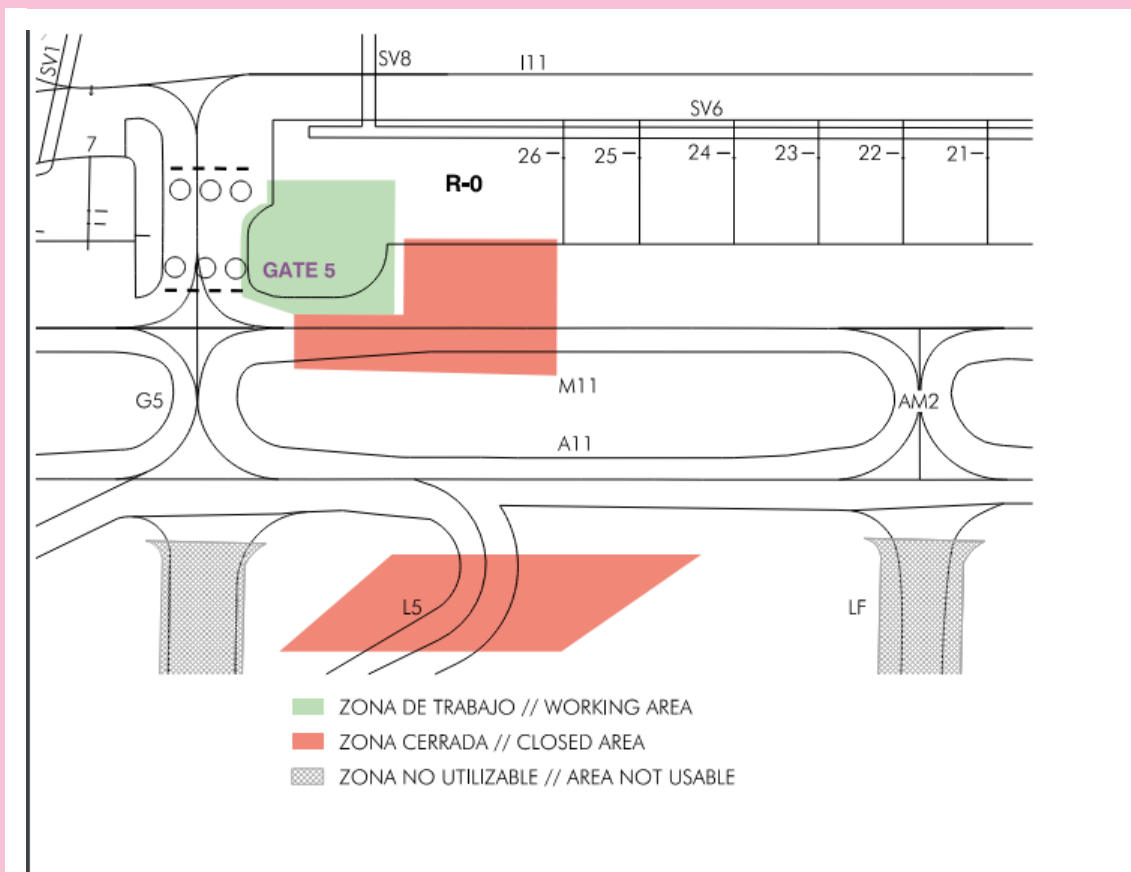 SV1
SV8
I11
SV6
7
26
25
24
23
22
21
R-0
GATE 5
M11
G5
AM2
A11
L5
LF
ZONA DE TRABAJO // WORKING AREA
ZONA CERRADA // CLOSED AREA
ZONA NO UTILIZABLE // AREA NOT USABLE